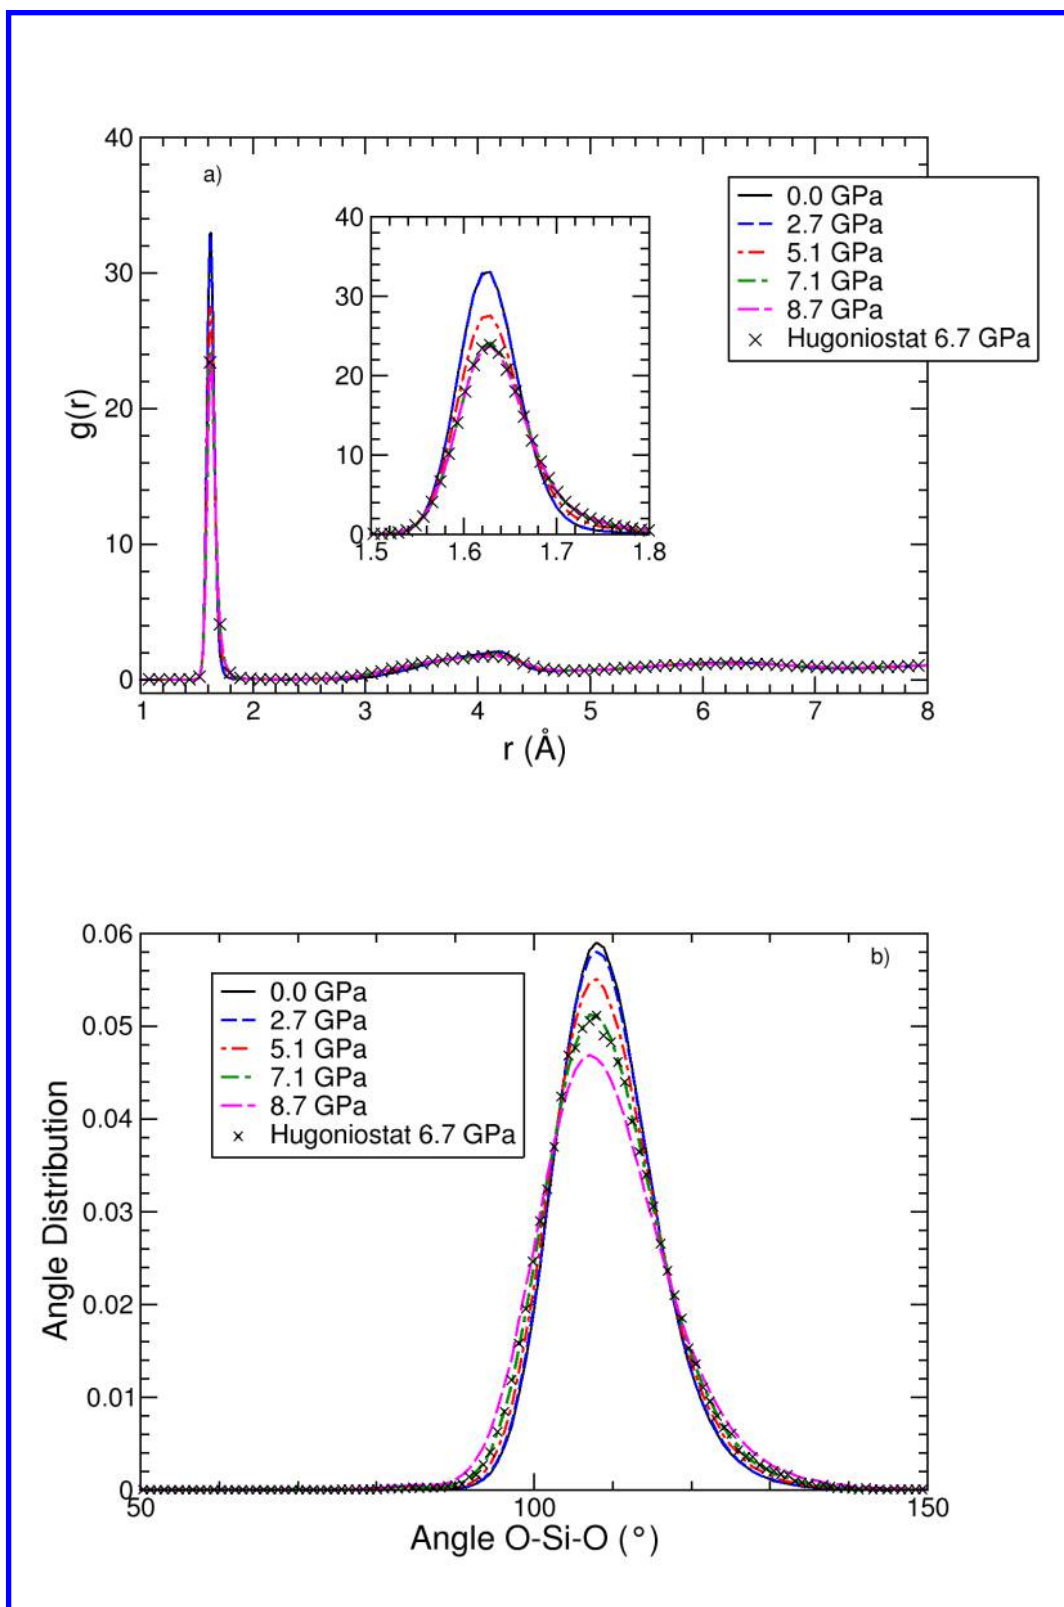 40
a)
0.0 GPa
2.7 GPa
5.1 GPa
7.1 GPa
8.7 GPa
Hugoniostat 6.7 GPa
30
20
10
0
g(r)
40
30
20
10
0
1.5 1.6 1.7 1.8
1 2 3 4 5 6 7 8
r (Å)
0.06
b)
0.0 GPa
2.7 GPa
5.1 GPa
7.1 GPa
8.7 GPa
Hugoniostat 6.7 GPa
0.05
0.04
0.03
0.02
0.01
0
Angle Distribution
50 100 150
Angle O-Si-O (°)